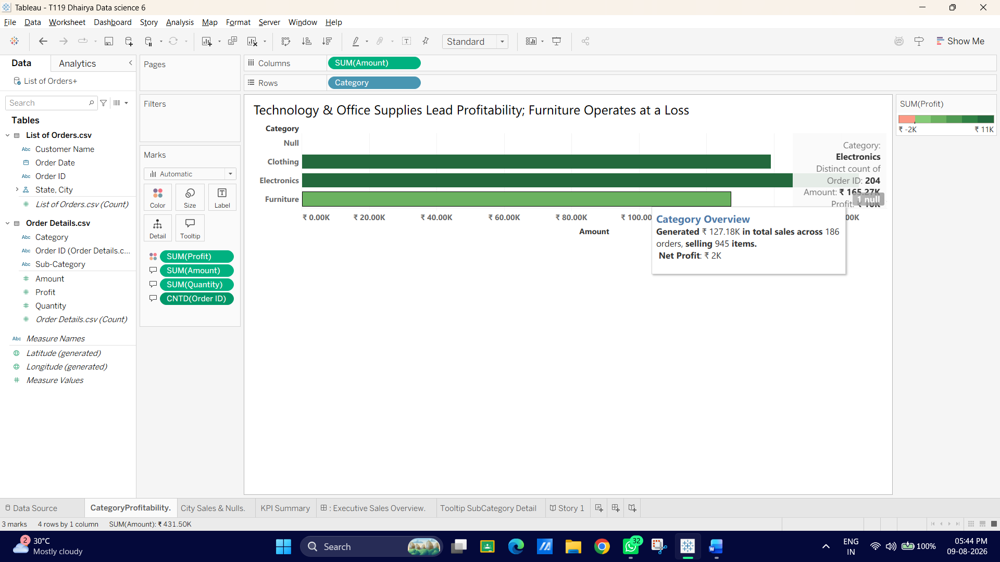 Tableau - T119 Dhairya Data science 6
File Data Worksheet Dashboard Story Analysis Map Format Server Window Help
Standard
Show Me
Data
Analytics
List of Orders+
Search
Tables
List of Orders.csv
Abc Customer Name
Order Date
Abc Order ID
State, City
# List of Orders.csv (Count)
Order Details.csv
Abc Category
Abc Order ID (Order Details.c...
Abc Sub-Category
# Amount
# Profit
# Quantity
# Order Details.csv (Count)
Abc Measure Names
Latitude (generated)
Longitude (generated)
# Measure Values
Pages
Filters
Marks
Automatic
Color Size Label
Detail Tooltip
SUM(Profit)
SUM(Amount)
SUM(Quantity)
CNTD(Order ID)
Columns SUM(Amount)
Rows Category
Technology & Office Supplies Lead Profitability; Furniture Operates at a Loss
Category
Null
Clothing
Electronics
Furniture
₹ 0.00K ₹ 20.00K ₹ 40.00K ₹ 60.00K ₹ 80.00K ₹ 100.00 00K
Amount
Category:
Electronics
Distinct count of
Order ID: 204
Amount: ₹ 165.27K
Profit: ₹ 10K
1 null
Category Overview
Generated ₹ 127.18K in total sales across 186
orders, selling 945 items.
Net Profit: ₹ 2K
SUM(Profit)
₹ -2K ₹ 11K
Data Source CategoryProfitability. City Sales & Nulls. KPI Summary : Executive Sales Overview. Tooltip SubCategory Detail Story 1
3 marks 4 rows by 1 column SUM(Amount): ₹ 431.50K
2
30°C
Mostly cloudy
Search
32
ENG
IN
100%
05:44 PM
09-08-2026